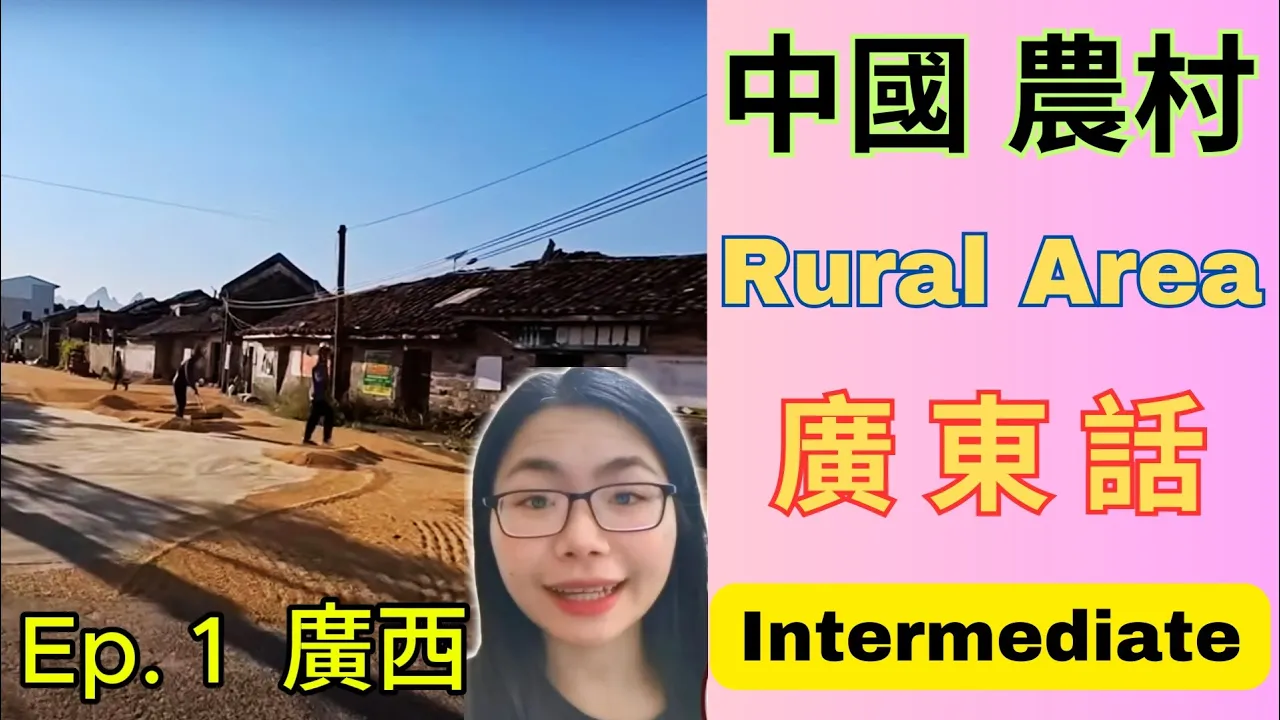 中國 農村
Rural Area
廣東話
Intermediate
Ep. 1 廣西